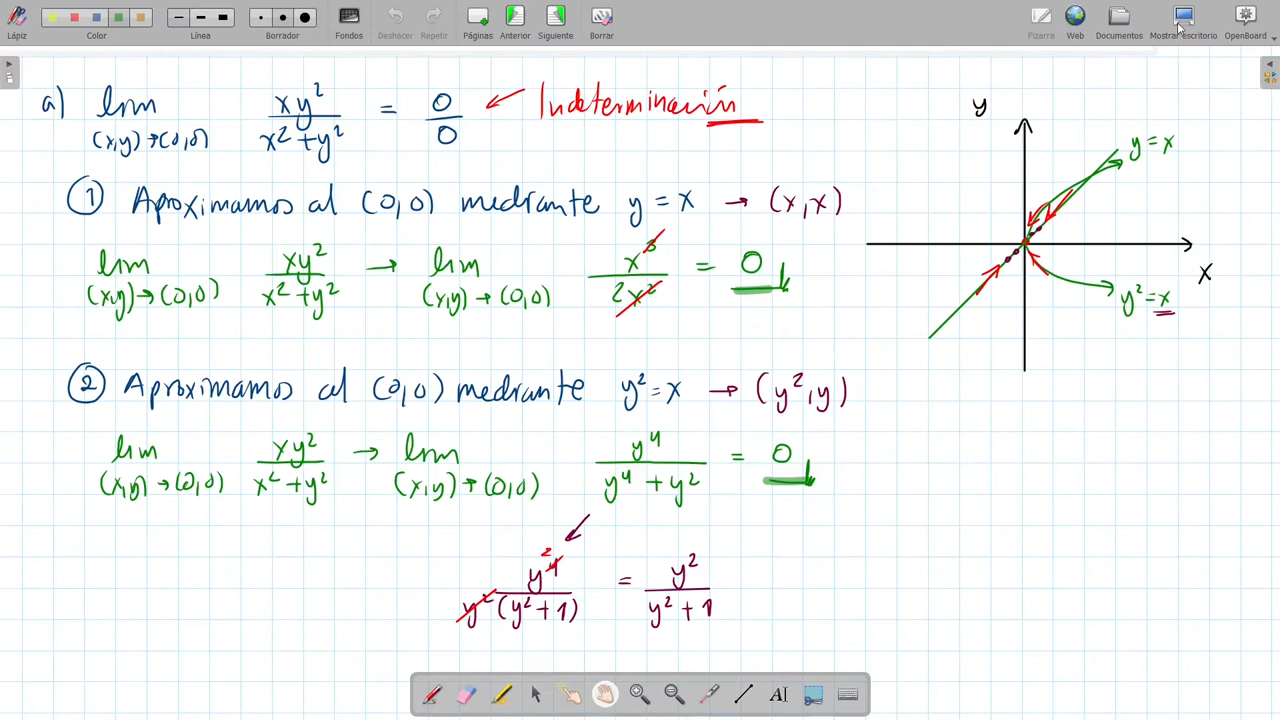 Lápiz Color Línea Borrador Fondos Deshacer Repetir Páginas Anterior Siguiente Borrar Pizarra Web Documentos Mostrar escritorio OpenBoard
a) lim (x,y)→(0,0) xy²/(x²+y²) = 0/0 ← Indeterminación
① Aproximamos al (0,0) mediante y = x → (x,x)
lim (x,y)→(0,0) xy²/(x²+y²) → lim (x,y)→(0,0) x³/2x² = 0
② Aproximamos al (0,0) mediante y² = x → (y²,y)
lim (x,y)→(0,0) xy²/(x²+y²) → lim (x,y)→(0,0) y⁴/(y⁴+y²) = 0
y⁴ 2/y²(y²+1) = y²/(y²+1)
y
y=x
x
y²=x
AI